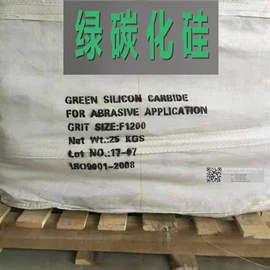 绿碳化硅
GREEN SILICON CARBIDE
FOR ABRASIVE APPLICATION
GRIT SIZE:F1200
Net Wt.:25 KGS
Lot NO.:17-07
ISO9001-2008